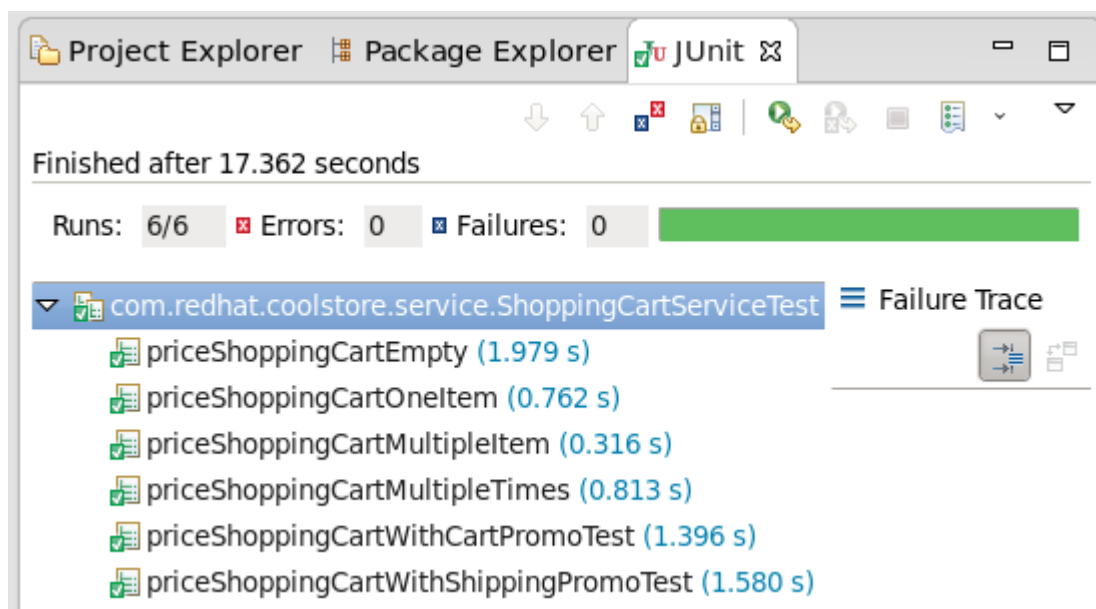 Project Explorer Package Explorer JUnit
Finished after 17.362 seconds
Runs: 6/6 Errors: 0 Failures: 0
com.redhat.coolstore.service.ShoppingCartServiceTest Failure Trace
priceShoppingCartEmpty (1.979 s)
priceShoppingCartOneItem (0.762 s)
priceShoppingCartMultipleItem (0.316 s)
priceShoppingCartMultipleTimes (0.813 s)
priceShoppingCartWithCartPromoTest (1.396 s)
priceShoppingCartWithShippingPromoTest (1.580 s)